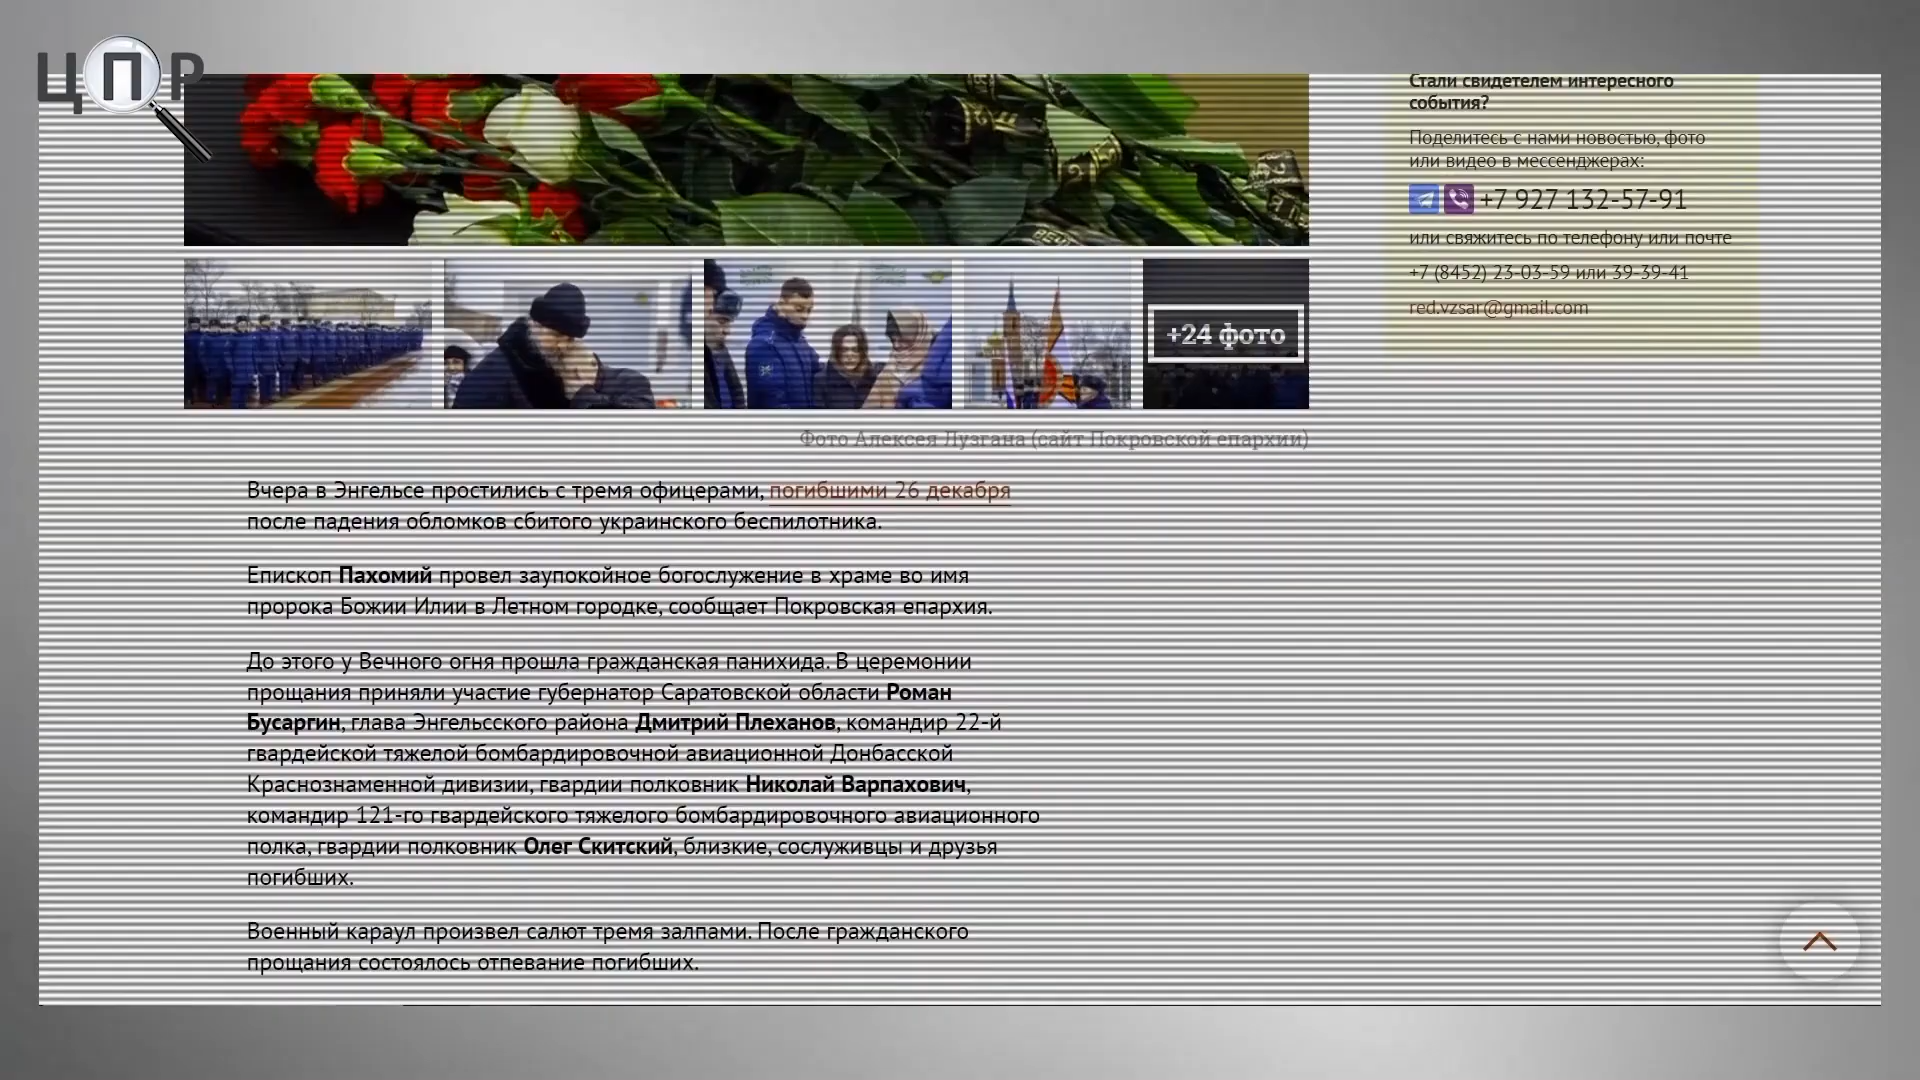 ЦПР
Стали свидетелем интересного
события?
Поделитесь с нами новостью, фото
или видео в мессенджерах:
+7 927 132-57-91
или свяжитесь по телефону или почте
+7 (8452) 23-03-59 или 39-39-41
red.vzsar@gmail.com
+24 фото
Фото Алексея Лузгана (сайт Покровской епархии)
Вчера в Энгельсе простились с тремя офицерами, погибшими 26 декабря
после падения обломков сбитого украинского беспилотника.
Епископ Пахомий провел заупокойное богослужение в храме во имя
пророка Божии Илии в Летном городке, сообщает Покровская епархия.
До этого у Вечного огня прошла гражданская панихида. В церемонии
прощания приняли участие губернатор Саратовской области Роман
Бусаргин, глава Энгельсского района Дмитрий Плеханов, командир 22-й
гвардейской тяжелой бомбардировочной авиационной Донбасской
Краснознаменной дивизии, гвардии полковник Николай Варпахович,
командир 121-го гвардейского тяжелого бомбардировочного авиационного
полка, гвардии полковник Олег Скитский, близкие, сослуживцы и друзья
погибших.
Военный караул произвел салют тремя залпами. После гражданского
прощания состоялось отпевание погибших.